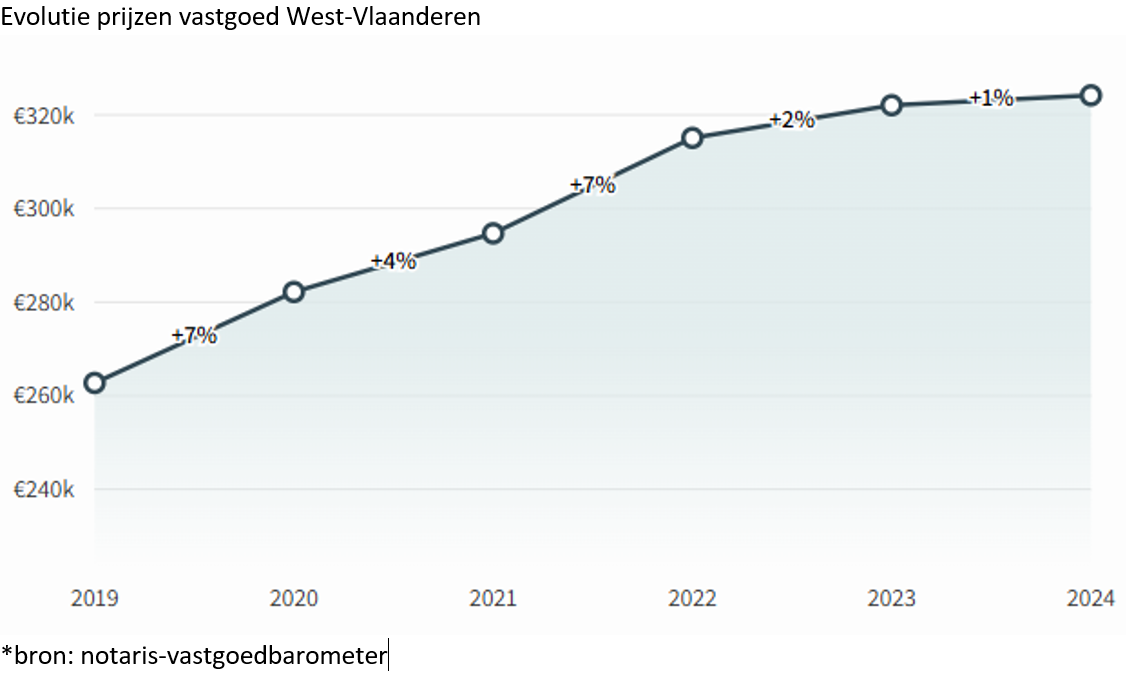 Evolutie prijzen vastgoed West-Vlaanderen
€320k
+1%
+2%
€300k
+7%
+4%
€280k
+7%
€260k
€240k
2019 2020 2021 2022 2023 2024
*bron: notaris-vastgoedbarometer